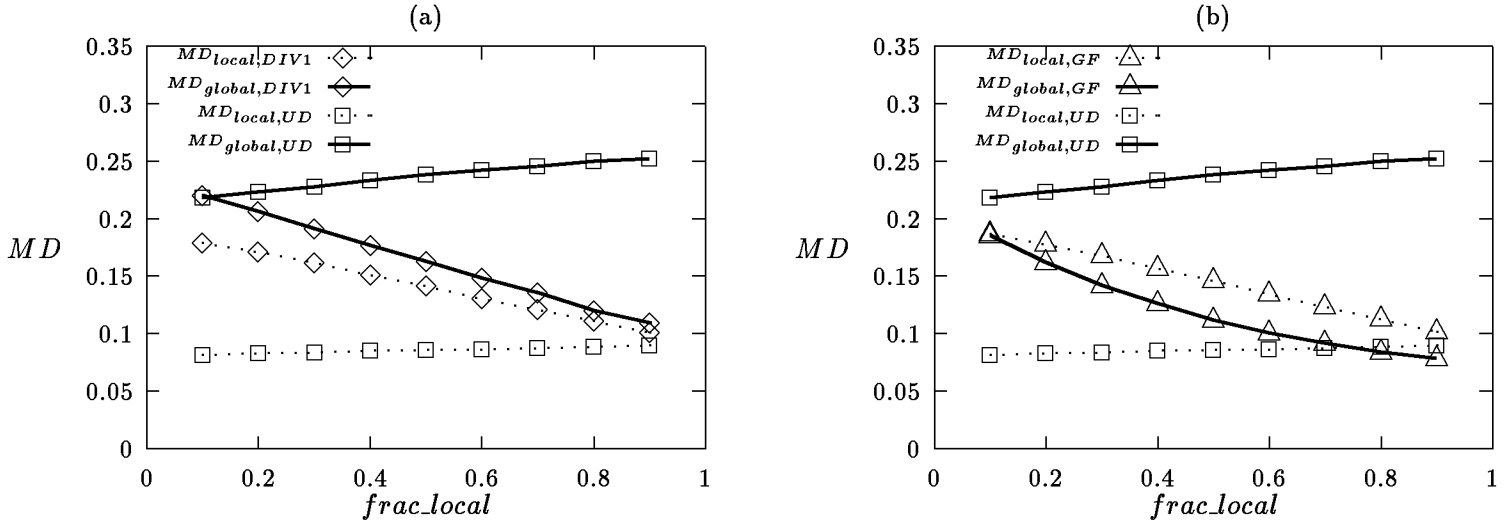 (a)
0.35
0.3
0.25
0.2
0.15
0.1
0.05
0
MD
MD_local,DIV1
MD_global,DIV1
MD_local,UD
MD_global,UD
0 0.2 0.4 0.6 0.8 1
frac_local
(b)
0.35
0.3
0.25
0.2
0.15
0.1
0.05
0
MD
MD_local,GF
MD_global,GF
MD_local,UD
MD_global,UD
0 0.2 0.4 0.6 0.8 1
frac_local